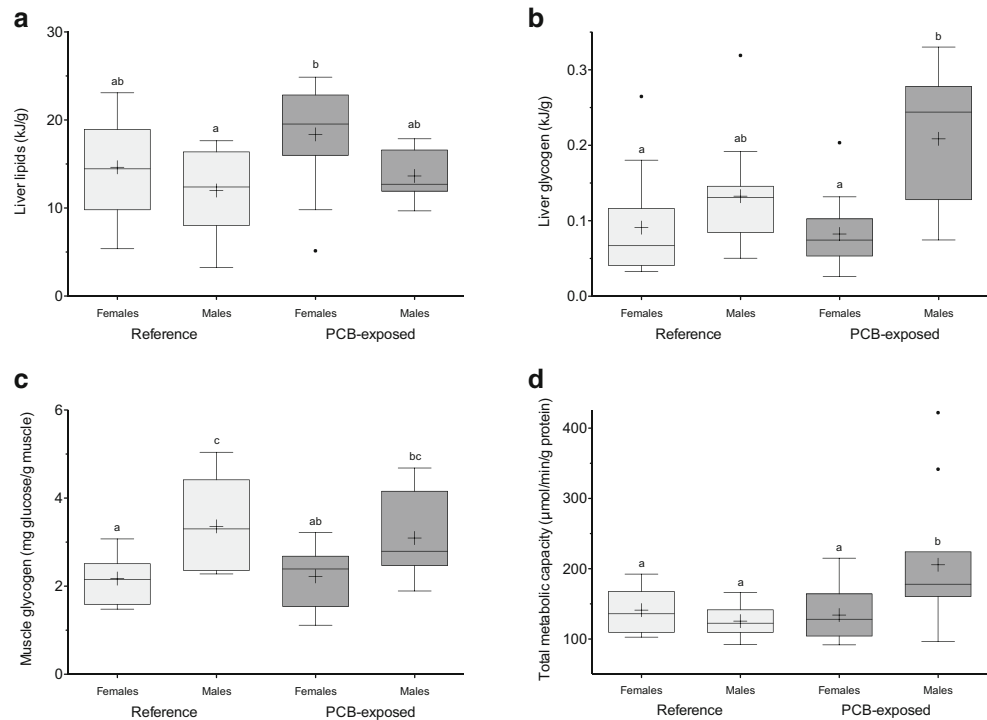 a
Liver lipids (kJ/g)
30
20
10
0
ab
a
b
ab
Females Males Females Males
Reference PCB-exposed
b
Liver glycogen (kJ/g)
0.3
0.2
0.1
0.0
a
ab
a
b
Females Males Females Males
Reference PCB-exposed
c
Muscle glycogen (mg glucose/g muscle)
6
4
2
0
a
c
ab
bc
Females Males Females Males
Reference PCB-exposed
d
Total metabolic capacity (µmol/min/g protein)
400
300
200
100
a
a
a
b
Females Males Females Males
Reference PCB-exposed